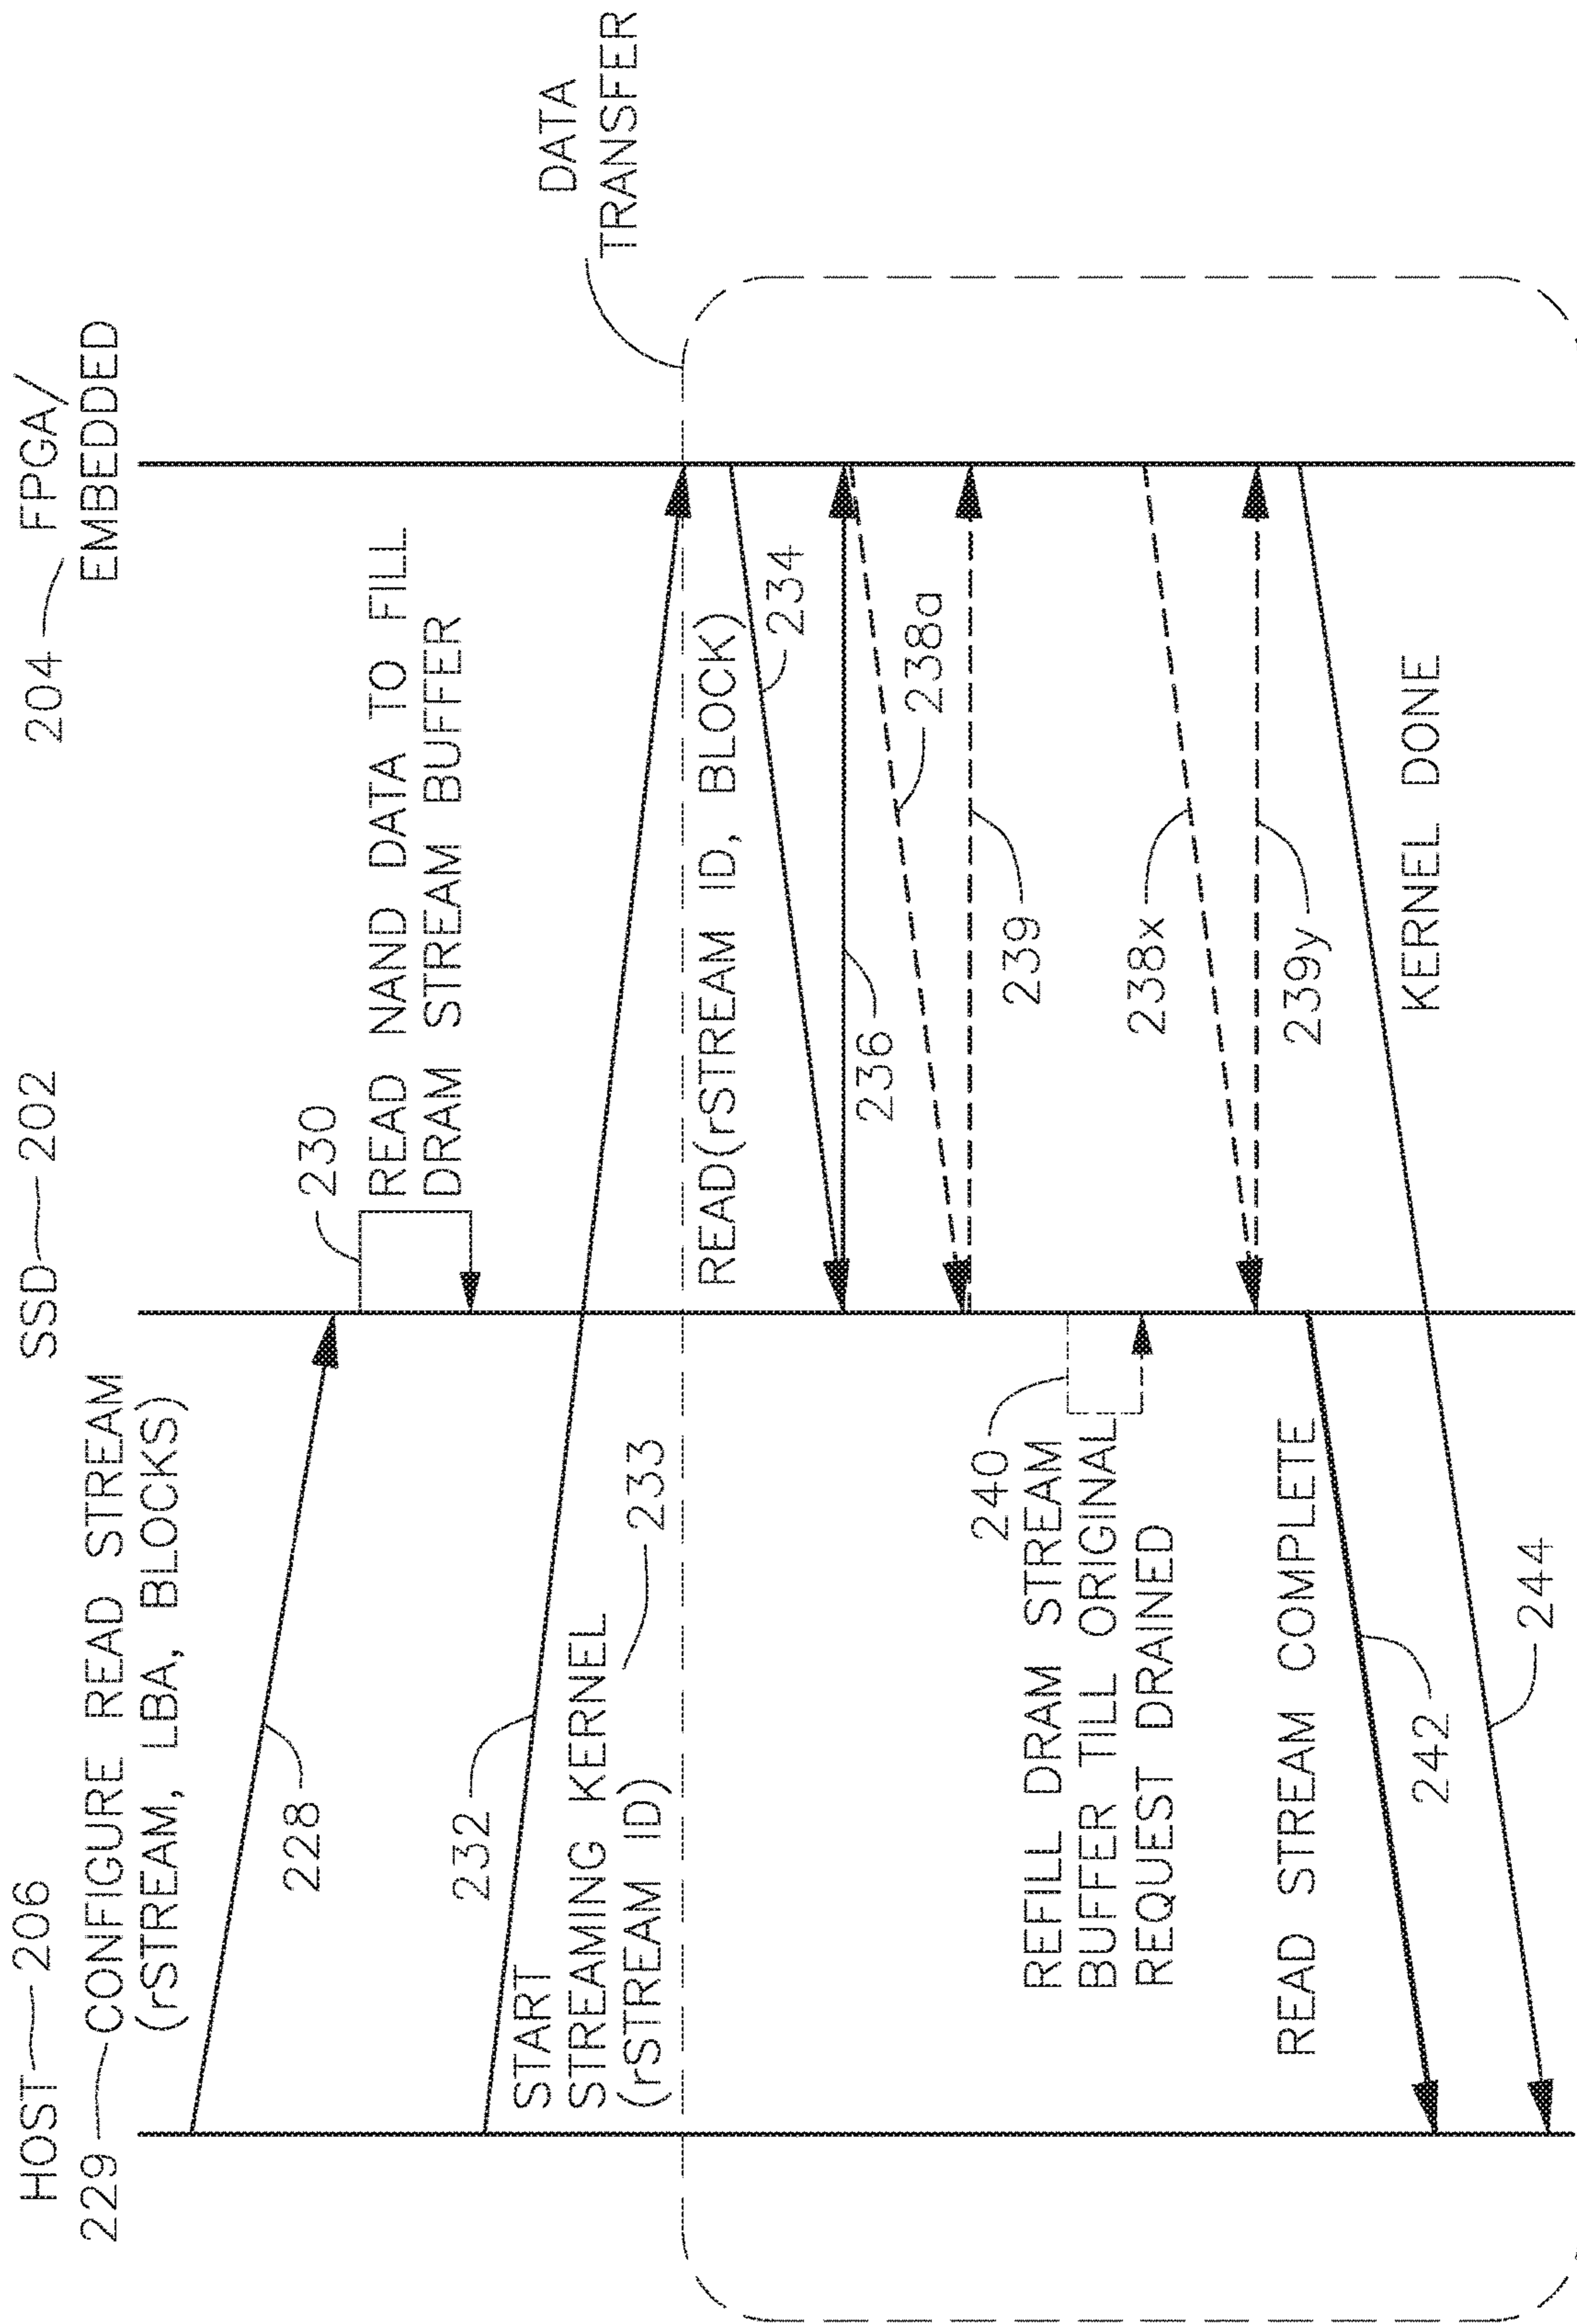 HOST 206
SSD 202
204 FPGA/
EMBEDDED
229 CONFIGURE READ STREAM
(rSTREAM, LBA, BLOCKS)
228
230
READ NAND DATA TO FILL
DRAM STREAM BUFFER
232
START
STREAMING KERNEL
(rSTREAM ID)
233
DATA
TRANSFER
READ(rSTREAM ID, BLOCK)
234
236
238a
239
240
REFILL DRAM STREAM
BUFFER TILL ORIGINAL
REQUEST DRAINED
238x
239y
READ STREAM COMPLETE
242
KERNEL DONE
244